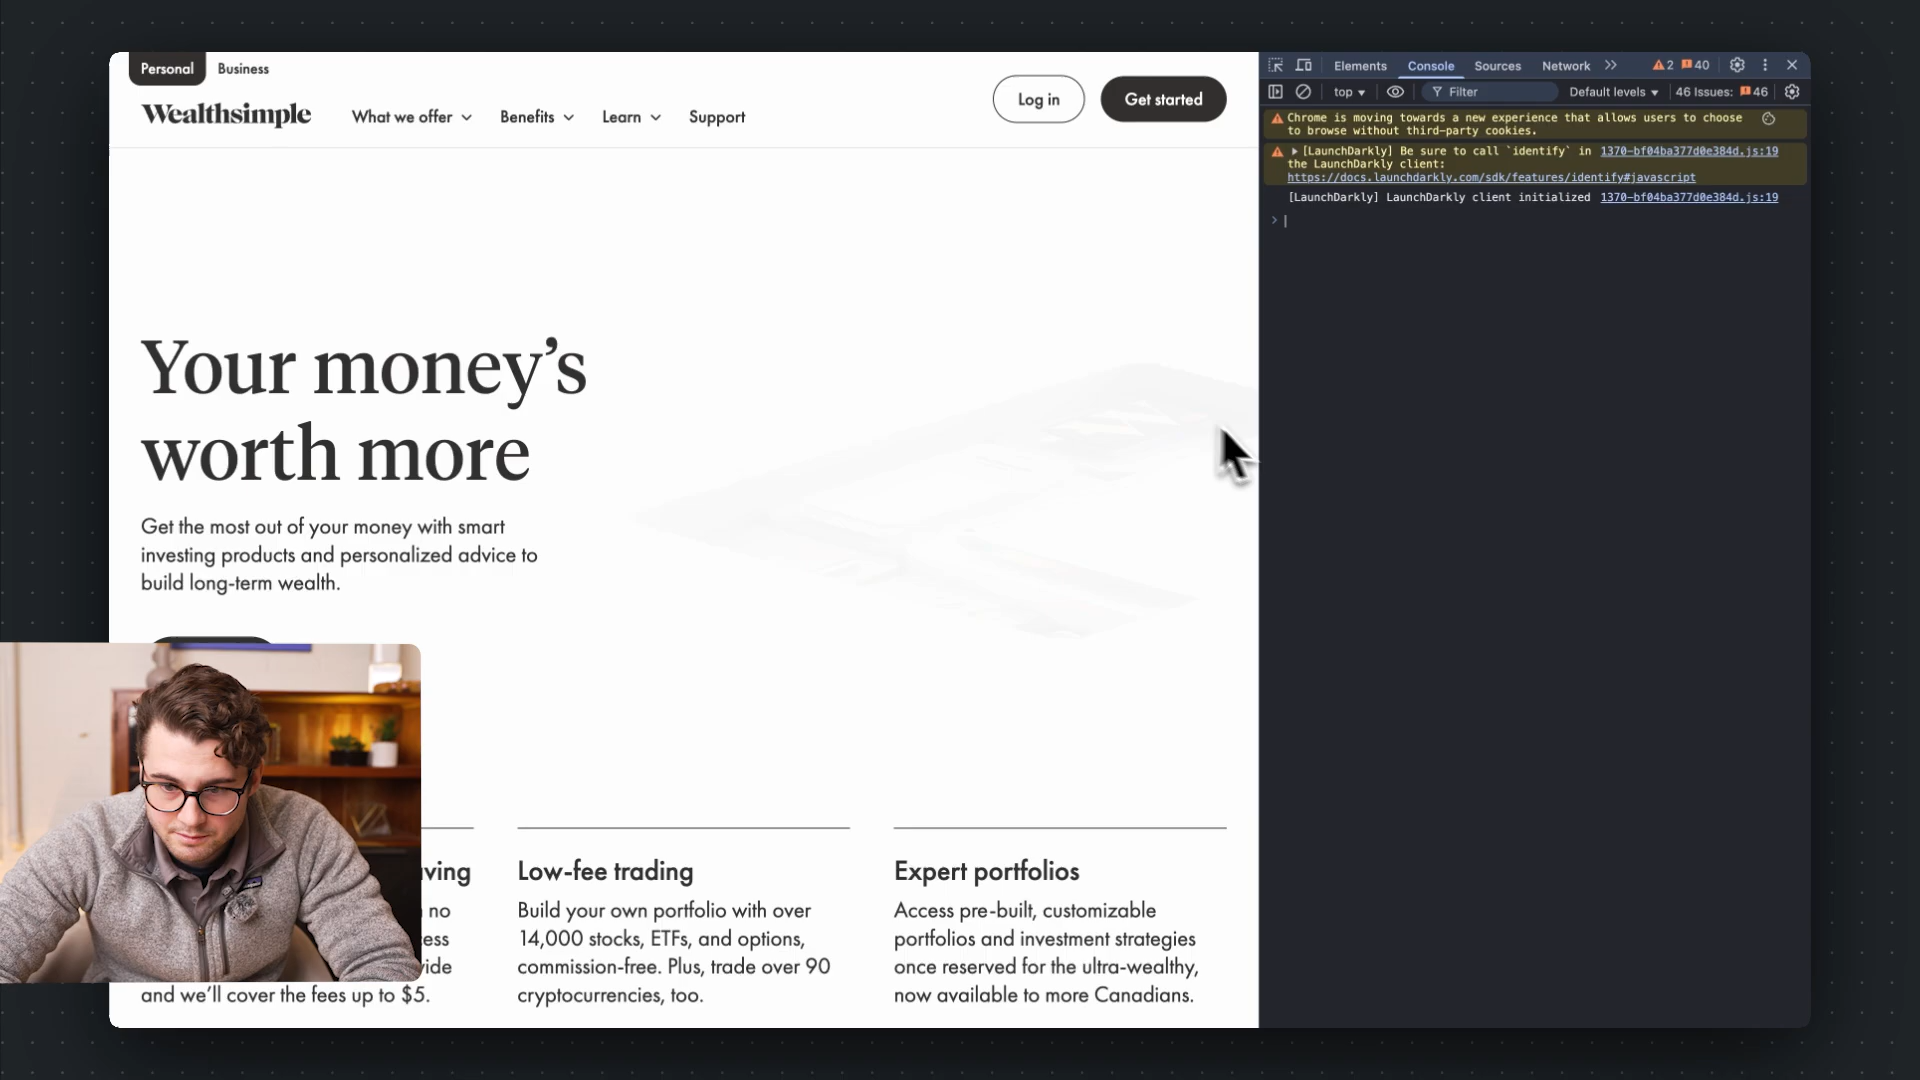 Personal
Business
Wealthsimple
What we offer
Benefits
Learn
Support
Log in
Get started
Your money's
worth more
Get the most out of your money with smart
investing products and personalized advice to
build long-term wealth.
no
and we'll cover the fees up to $5.
Low-fee trading
Build your own portfolio with over
14,000 stocks, ETFs, and options,
commission-free. Plus, trade over 90
cryptocurrencies, too.
Expert portfolios
Access pre-built, customizable
portfolios and investment strategies
once reserved for the ultra-wealthy,
now available to more Canadians.
Elements
Console
Sources
Network
2
40
top
Filter
Default levels
46 Issues:
46
Chrome is moving towards a new experience that allows users to choose
to browse without third-party cookies.
[LaunchDarkly] Be sure to call `identify` in 1370-bf04ba377d0e384d.js:19
the LaunchDarkly client:
https://docs.launchdarkly.com/sdk/features/identify#javascript
[LaunchDarkly] LaunchDarkly client initialized 1370-bf04ba377d0e384d.js:19